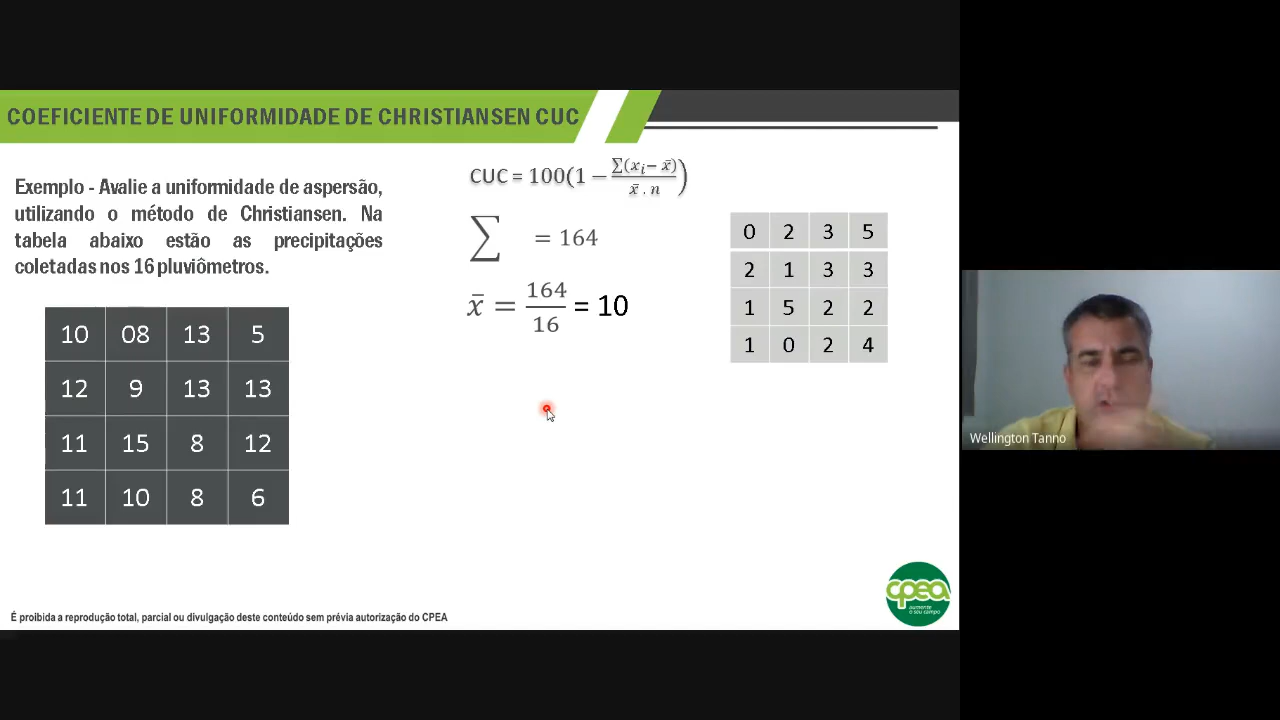 COEFICIENTE DE UNIFORMIDADE DE CHRISTIANSEN CUC
Exemplo - Avalie a uniformidade de aspersão,
utilizando o método de Christiansen. Na
tabela abaixo estão as precipitações
coletadas nos 16 pluviômetros.
10 08 13 5
12 9 13 13
11 15 8 12
11 10 8 6
CUC = 100(1 − ∑(xᵢ− x̄) / x̄ . n)
∑ = 164
x̄ = 164/16 = 10
0 2 3 5
2 1 3 3
1 5 2 2
1 0 2 4
Wellington Tanno
cpea
aumente
o seu campo
É proibida a reprodução total, parcial ou divulgação deste conteúdo sem prévia autorização do CPEA